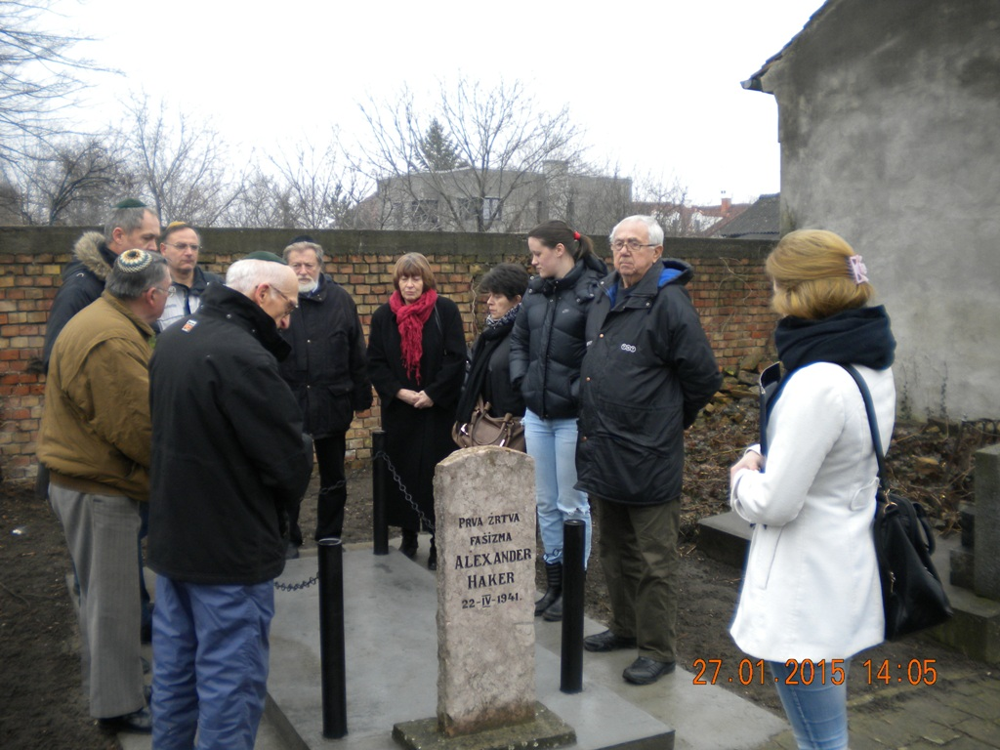 PRVA ŽRTVA
FAŠIZMA
ALEXANDER
HAKER
22-IV-1941.
27.01.2015 14:05